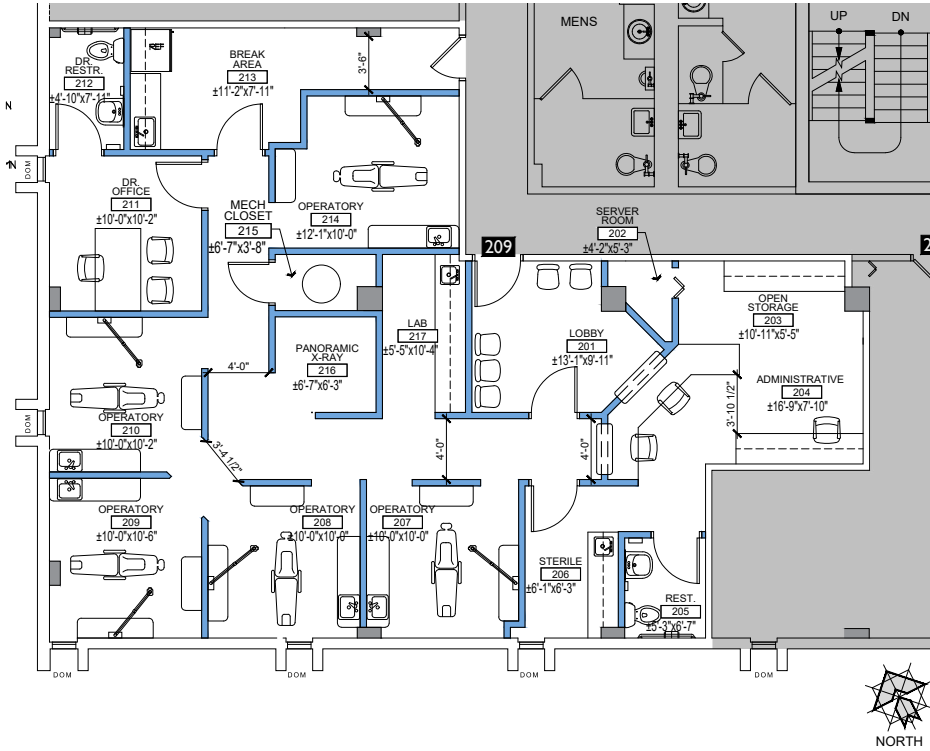 MENS
UP
DN
DR.
RESTR.
212
±4'-10"x7'-11"
REF
BREAK
AREA
213
±11'-2"x7'-11"
3'-6"
N
DOM
DR.
OFFICE
211
±10'-0"x10'-2"
MECH
CLOSET
215
±6'-7"x3'-8"
OPERATORY
214
±12'-1"x10'-0"
SERVER
ROOM
202
±4'-2"x5'-3"
209
2
OPEN
STORAGE
203
±10'-11"x5'-5"
LAB
217
±5'-5"x10'-4"
LOBBY
201
±13'-1"x9'-11"
PANORAMIC
X-RAY
216
±6'-7"x6'-3"
4'-0"
ADMINISTRATIVE
204
±16'-9"x7'-10"
3'-10 1/2"
DOM
OPERATORY
210
±10'-0"x10'-2"
3'-4 1/2"
4'-0"
4'-0"
OPERATORY
209
±10'-0"x10'-6"
OPERATORY
208
±10'-0"x10'-0"
OPERATORY
207
±10'-0"x10'-0"
STERILE
206
±6'-1"x6'-3"
REST.
205
±5'-3"x6'-7"
DOM
DOM
DOM
DOM
NORTH